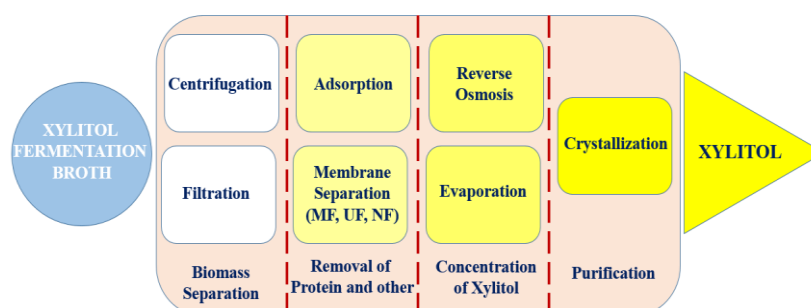 XYLITOL
FERMENTATION
BROTH
Centrifugation
Filtration
Biomass
Separation
Adsorption
Membrane
Separation
(MF, UF, NF)
Removal of
Protein and other
Reverse
Osmosis
Evaporation
Concentration
of Xylitol
Crystallization
Purification
XYLITOL